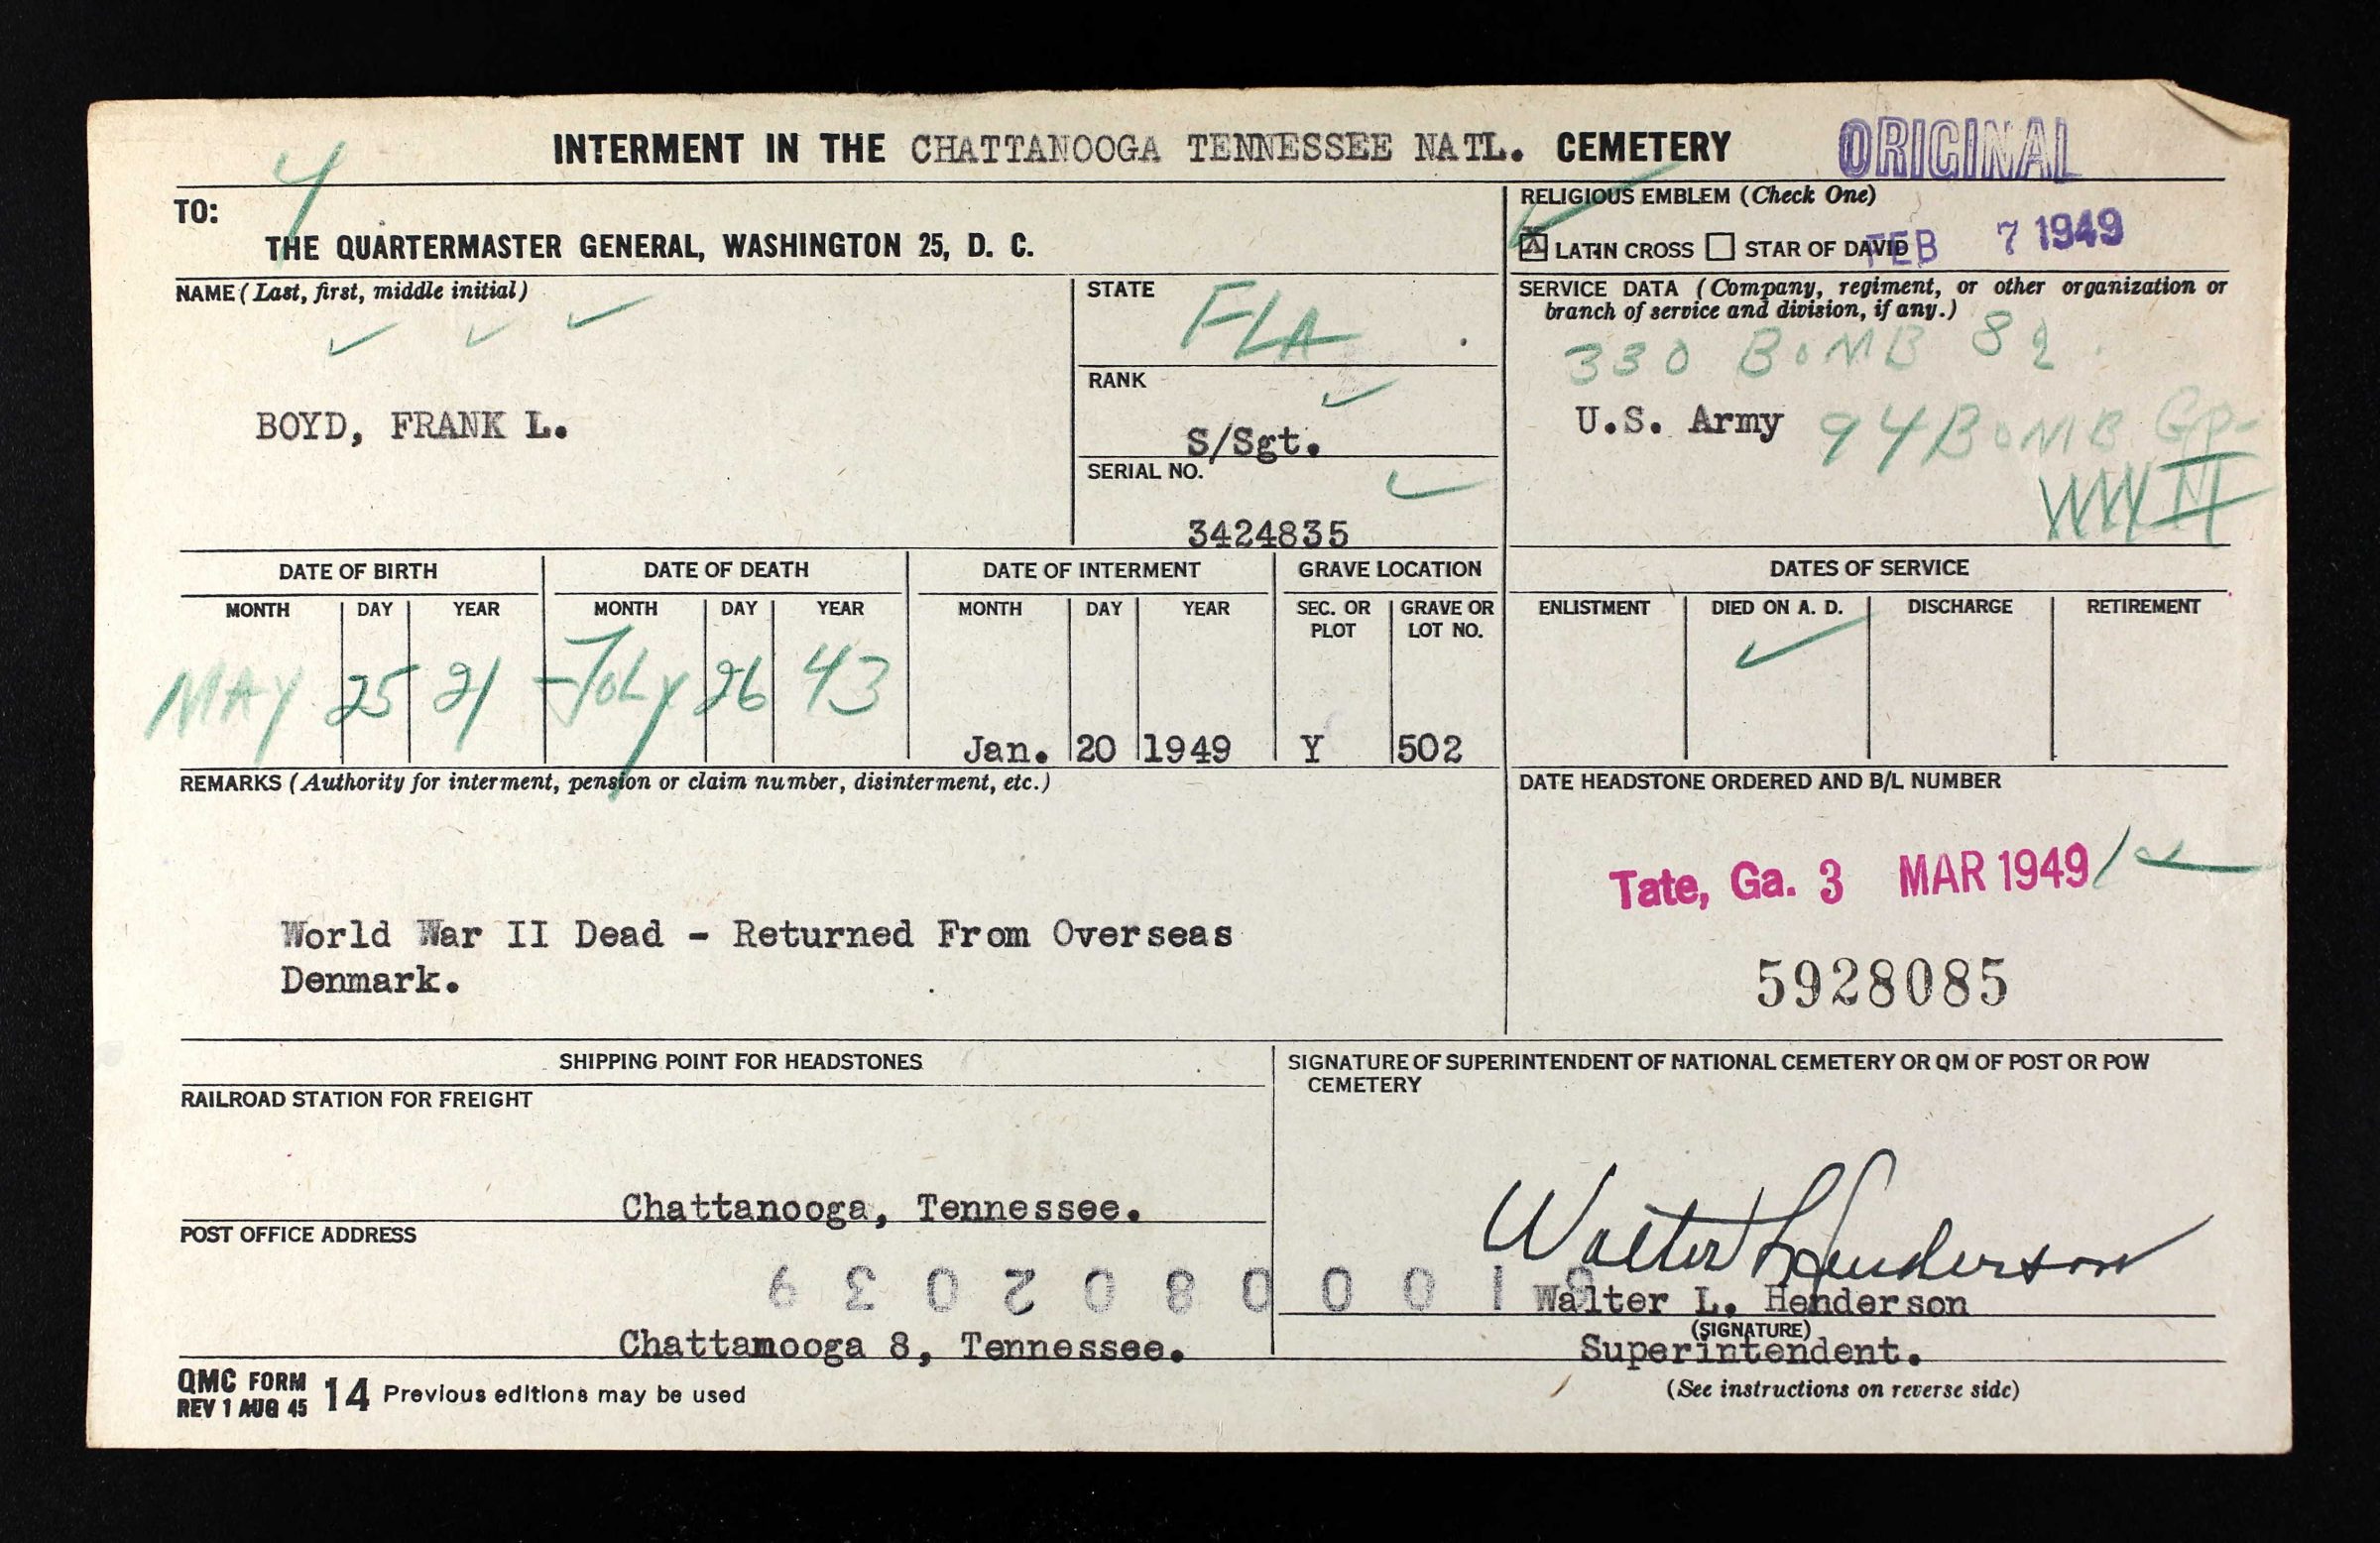 INTERMENT IN THE CHATTANOOGA TENNESSEE NATL. CEMETERY
ORIGINAL
4
TO:
THE QUARTERMASTER GENERAL, WASHINGTON 25, D. C.
RELIGIOUS EMBLEM (Check One)
X LATIN CROSS STAR OF DAVID
FEB 7 1949
NAME (Last, first, middle initial)
BOYD, FRANK L.
STATE
FLA
RANK
S/Sgt.
SERIAL NO.
3424835
SERVICE DATA (Company, regiment, or other organization or
branch of service and division, if any.)
330 BOMB SQ.
U.S. Army 94 BOMB Gp-
WW II
DATE OF BIRTH DATE OF DEATH DATE OF INTERMENT GRAVE LOCATION DATES OF SERVICE
MONTH DAY YEAR MONTH DAY YEAR MONTH DAY YEAR SEC. OR PLOT GRAVE OR LOT NO. ENLISTMENT DIED ON A. D. DISCHARGE RETIREMENT
MAY 25 21 JULY 26 43
Jan. 20 1949 Y 502
REMARKS (Authority for interment, pension or claim number, disinterment, etc.)
World War II Dead - Returned From Overseas
Denmark.
DATE HEADSTONE ORDERED AND B/L NUMBER
Tate, Ga. 3 MAR 1949
5928085
SHIPPING POINT FOR HEADSTONES
RAILROAD STATION FOR FREIGHT
Chattanooga, Tennessee.
POST OFFICE ADDRESS
Chattamooga 8, Tennessee.
SIGNATURE OF SUPERINTENDENT OF NATIONAL CEMETERY OR QM OF POST OR POW
CEMETERY
Walter L Henderson
Walter L. Henderson
(SIGNATURE)
Superintendent.
(See instructions on reverse side)
QMC FORM 14 Previous editions may be used
REV 1 AUG 45